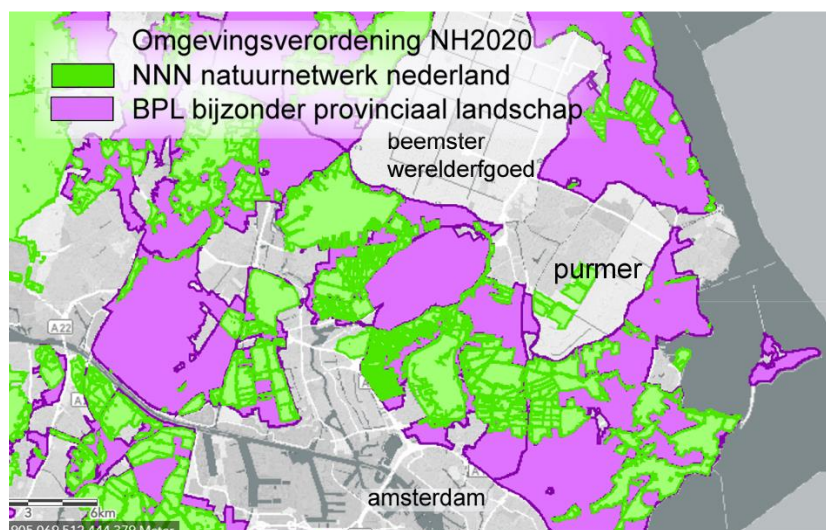 Omgevingsverordening NH2020
NNN natuurnetwerk nederland
BPL bijzonder provinciaal landschap
beemster
werelderfgoed
purmer
A22
amsterdam
3 6km